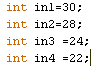 int in1=30;
int in2=28;
int in3 =24;
int in4 =22;